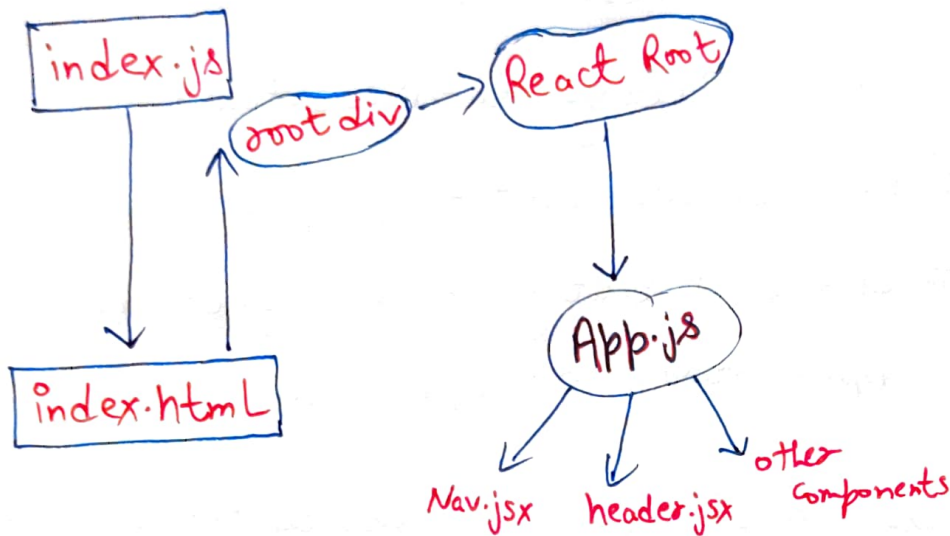 index.js
root div
React Root
index.html
App.js
Nav.jsx
header.jsx
other
components